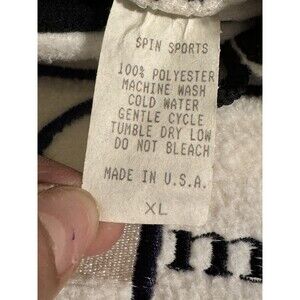 SPIN SPORTS
100% POLYESTER
MACHINE WASH
COLD WATER
GENTLE CYCLE
TUMBLE DRY LOW
DO NOT BLEACH
MADE IN U.S.A.
XL
m